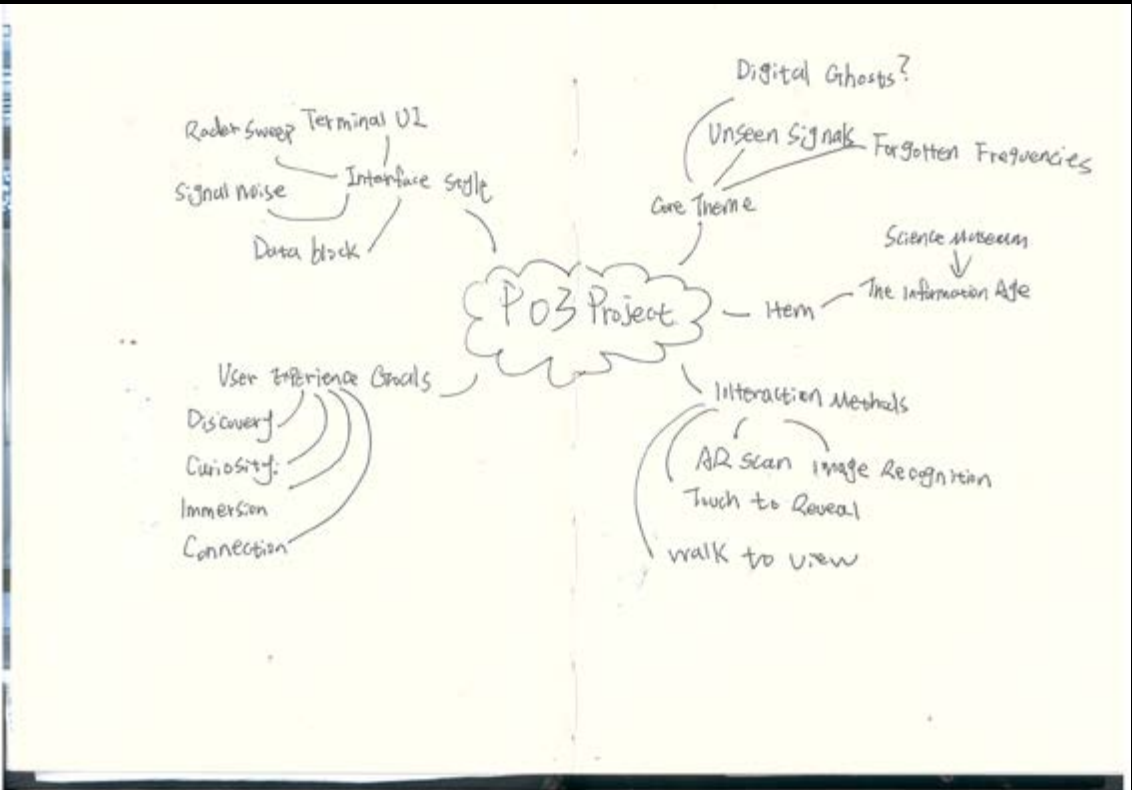 P03 Project
Core Theme
Digital Ghosts?
Unseen Signals
Forgotten Frequencies
Item
Science Museum
The Information Age
Interaction Methods
AR scan
Image Recognition
Touch to Reveal
walk to view
User Experience Goals
Discovery
Curiosity.
Immersion
Connection
Interface Style
Radar Sweep
Terminal UI
Signal noise
Data block